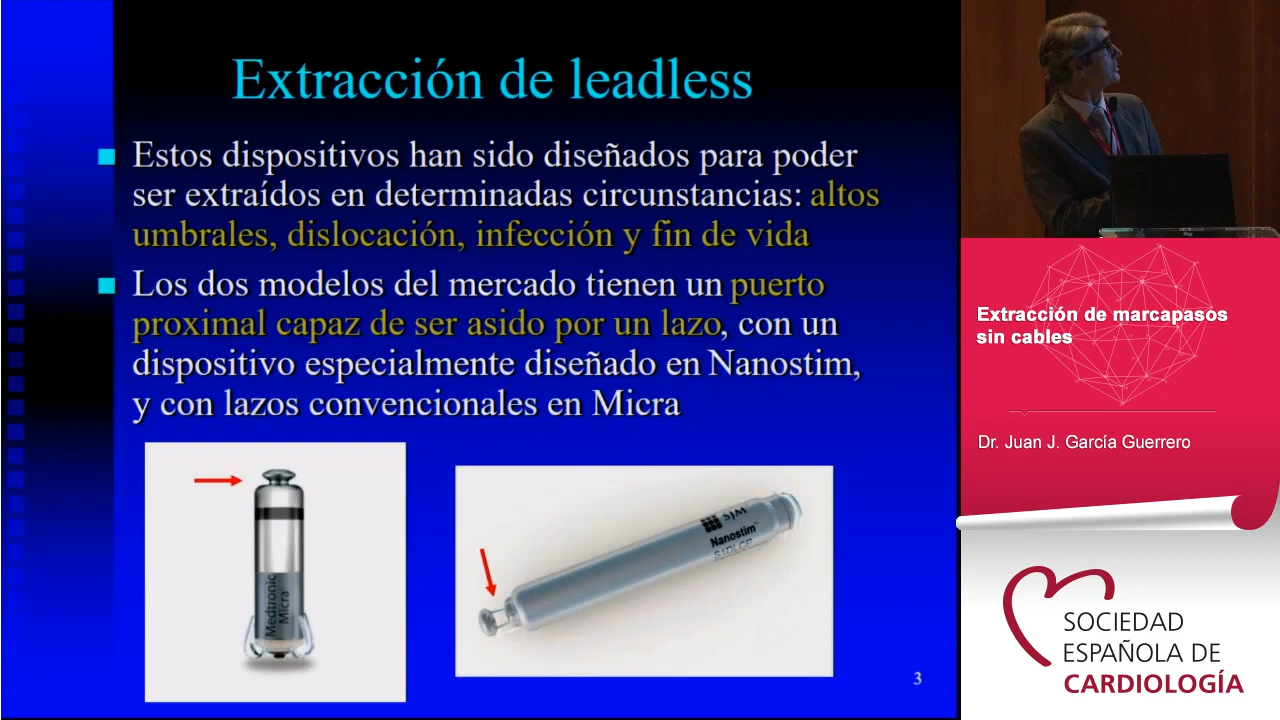 Extracción de leadless
Estos dispositivos han sido diseñados para poder
ser extraídos en determinadas circunstancias: altos
umbrales, dislocación, infección y fin de vida
Los dos modelos del mercado tienen un puerto
proximal capaz de ser asido por un lazo, con un
dispositivo especialmente diseñado en Nanostim,
y con lazos convencionales en Micra
Medtronic
Micra
SJM
Nanostim™
S1DLCP
3
Extracción de marcapasos
sin cables
Dr. Juan J. García Guerrero
SOCIEDAD
ESPAÑOLA DE
CARDIOLOGÍA